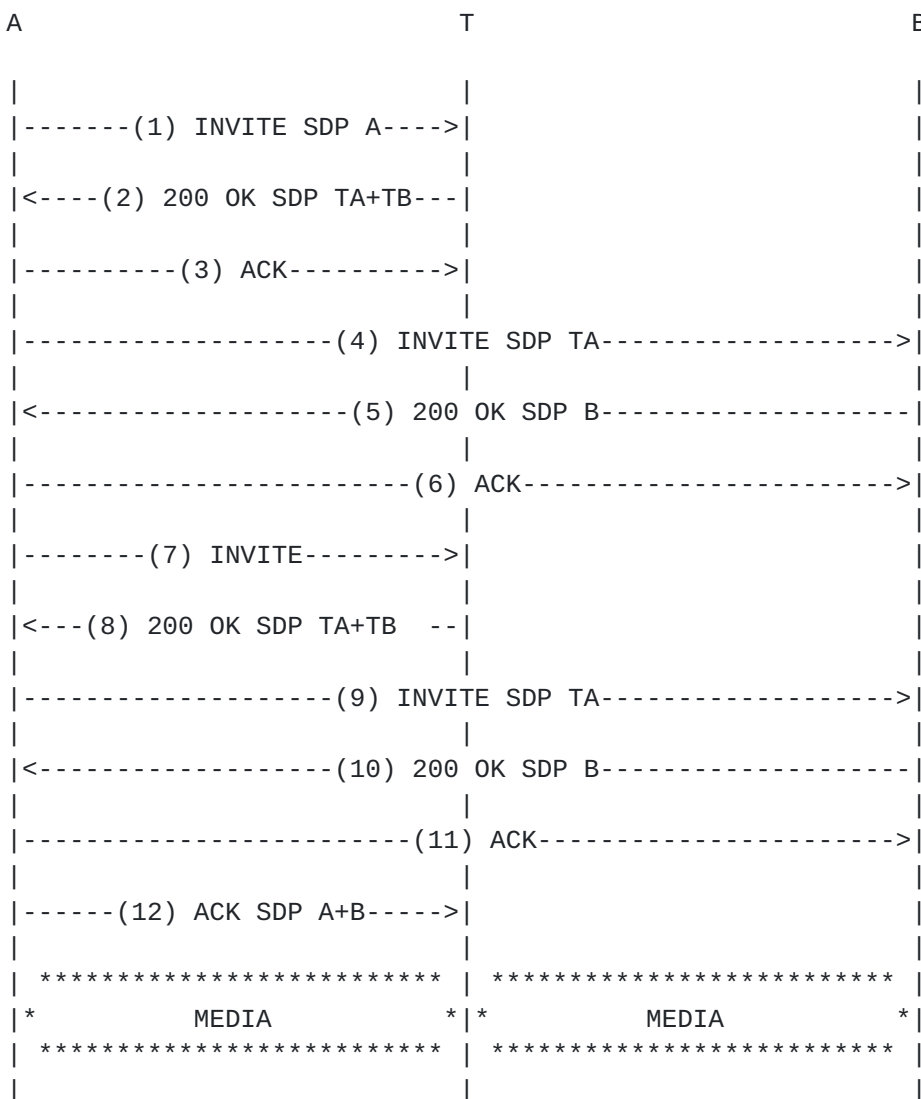 A T B
| | |
|-------(1) INVITE SDP A---->| |
| | |
|<----(2) 200 OK SDP TA+TB---| |
| | |
|----------(3) ACK---------->| |
| | |
|--------------------(4) INVITE SDP TA------------------->|
| | |
|<---------------------(5) 200 OK SDP B--------------------|
| | |
|-------------------------(6) ACK------------------------>|
| | |
|--------(7) INVITE--------->| |
| | |
|<---(8) 200 OK SDP TA+TB --| |
| | |
|--------------------(9) INVITE SDP TA------------------->|
| | |
|<--------------------(10) 200 OK SDP B--------------------|
| | |
|-------------------------(11) ACK------------------------>|
| | |
|------(12) ACK SDP A+B----->| |
| | |
| ************************** | ************************** |
|* MEDIA *|* MEDIA *|
| ************************** | ************************** |
| | |